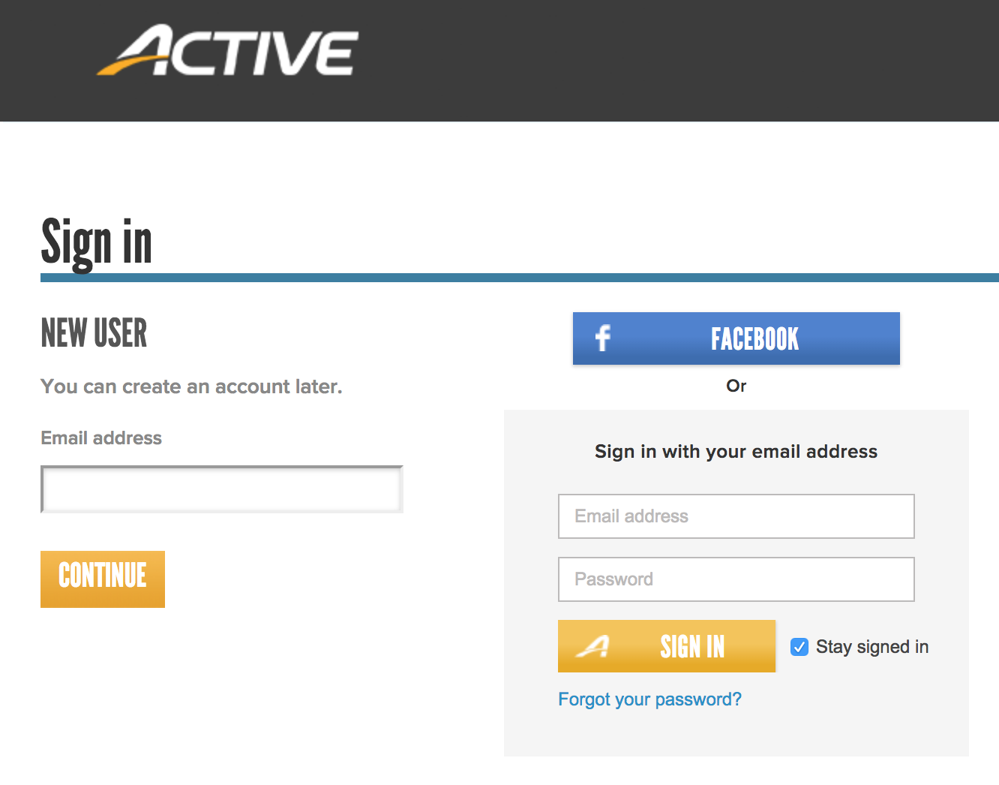 ACTIVE
Sign in
NEW USER
You can create an account later.
Email address
CONTINUE
FACEBOOK
Or
Sign in with your email address
Email address
Password
SIGN IN
Stay signed in
Forgot your password?